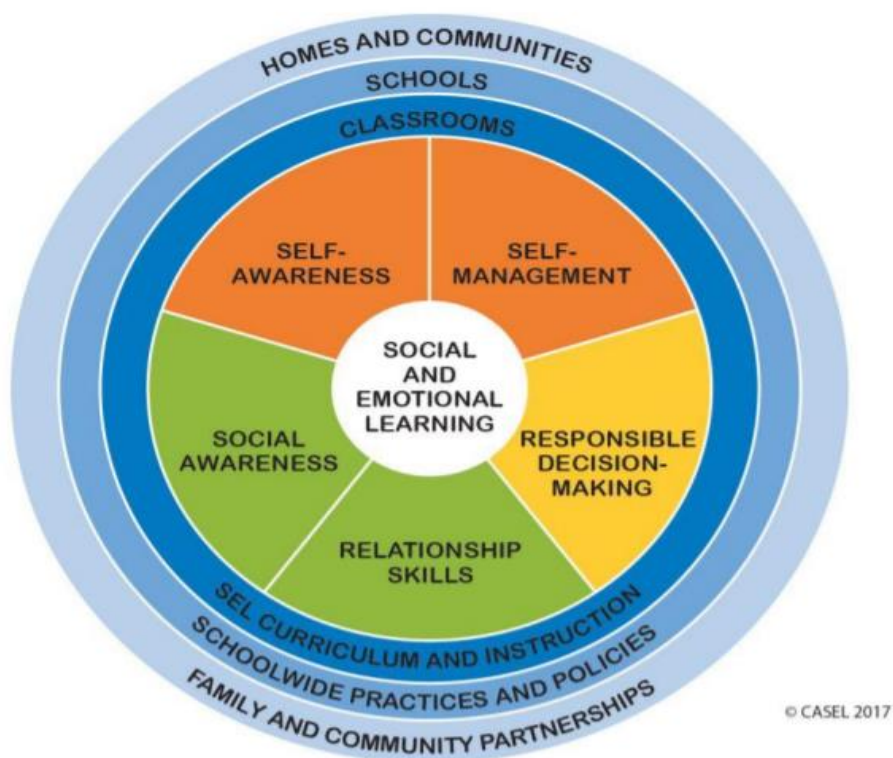 HOMES AND COMMUNITIES
SCHOOLS
CLASSROOMS
SELF-
AWARENESS
SELF-
MANAGEMENT
SOCIAL
AND
EMOTIONAL
LEARNING
SOCIAL
AWARENESS
RESPONSIBLE
DECISION-
MAKING
RELATIONSHIP
SKILLS
SEL CURRICULUM AND INSTRUCTION
SCHOOLWIDE PRACTICES AND POLICIES
FAMILY AND COMMUNITY PARTNERSHIPS
© CASEL 2017